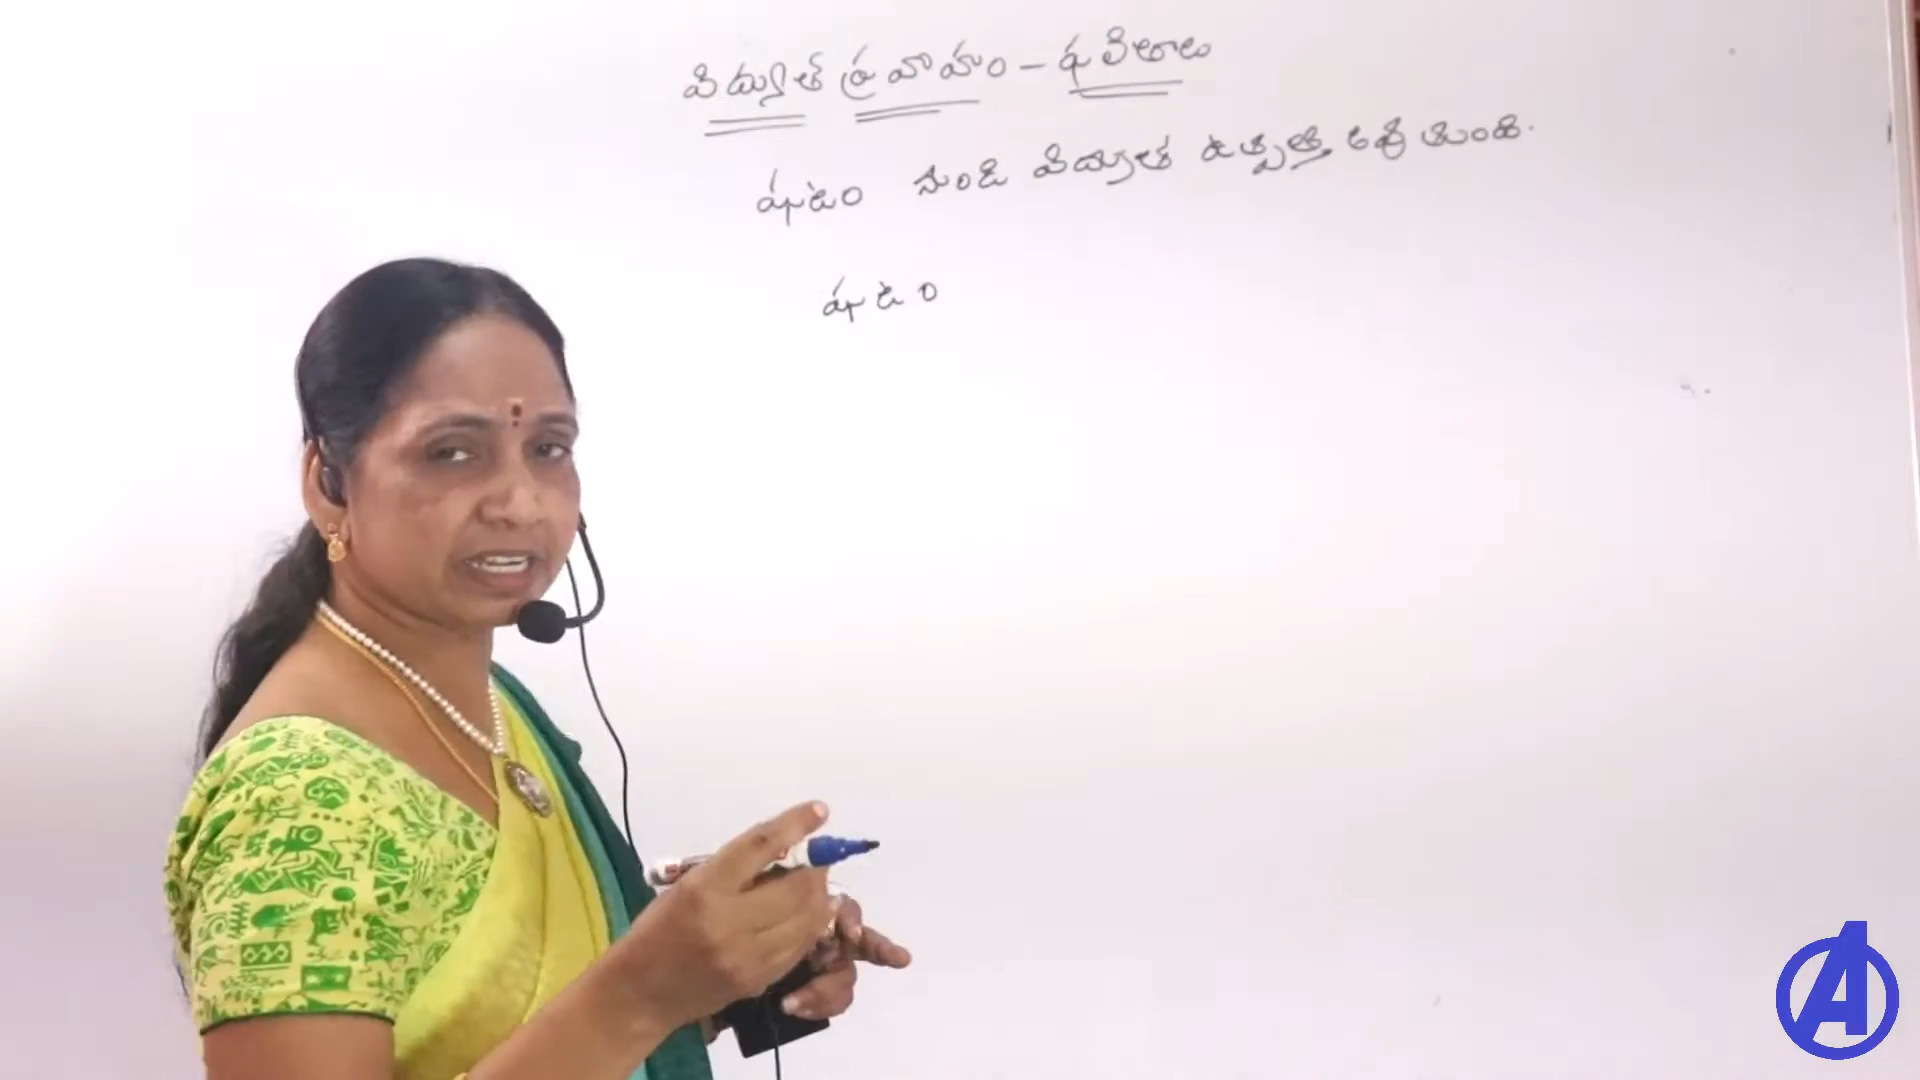 విద్యుత్ ప్రవాహం - ఫలితాలు
ఘటం నుండి విద్యుత్ ఉత్పత్తి అవుతుంది.
ఘటం